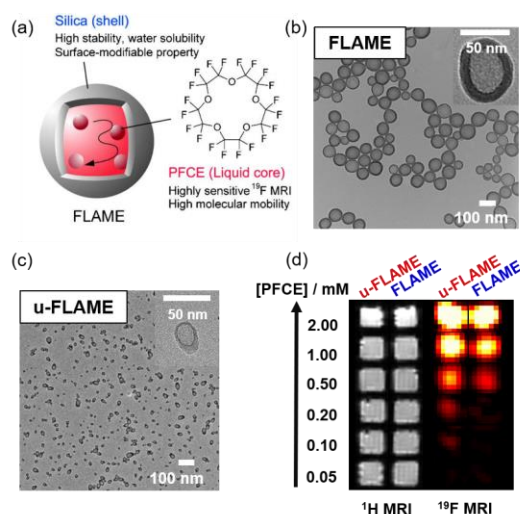 (a)
Silica (shell)
High stability, water solubility
Surface-modifiable property
F F F F
F F
F F
O O
F F
F F
O O
F F
O
F F
F F F F
PFCE (Liquid core)
Highly sensitive ¹⁹F MRI
High molecular mobility
FLAME
(b)
FLAME
50 nm
100 nm
(c)
u-FLAME
50 nm
100 nm
(d)
u-FLAME
FLAME
u-FLAME
FLAME
[PFCE] / mM
2.00
1.00
0.50
0.20
0.10
0.05
¹H MRI
¹⁹F MRI